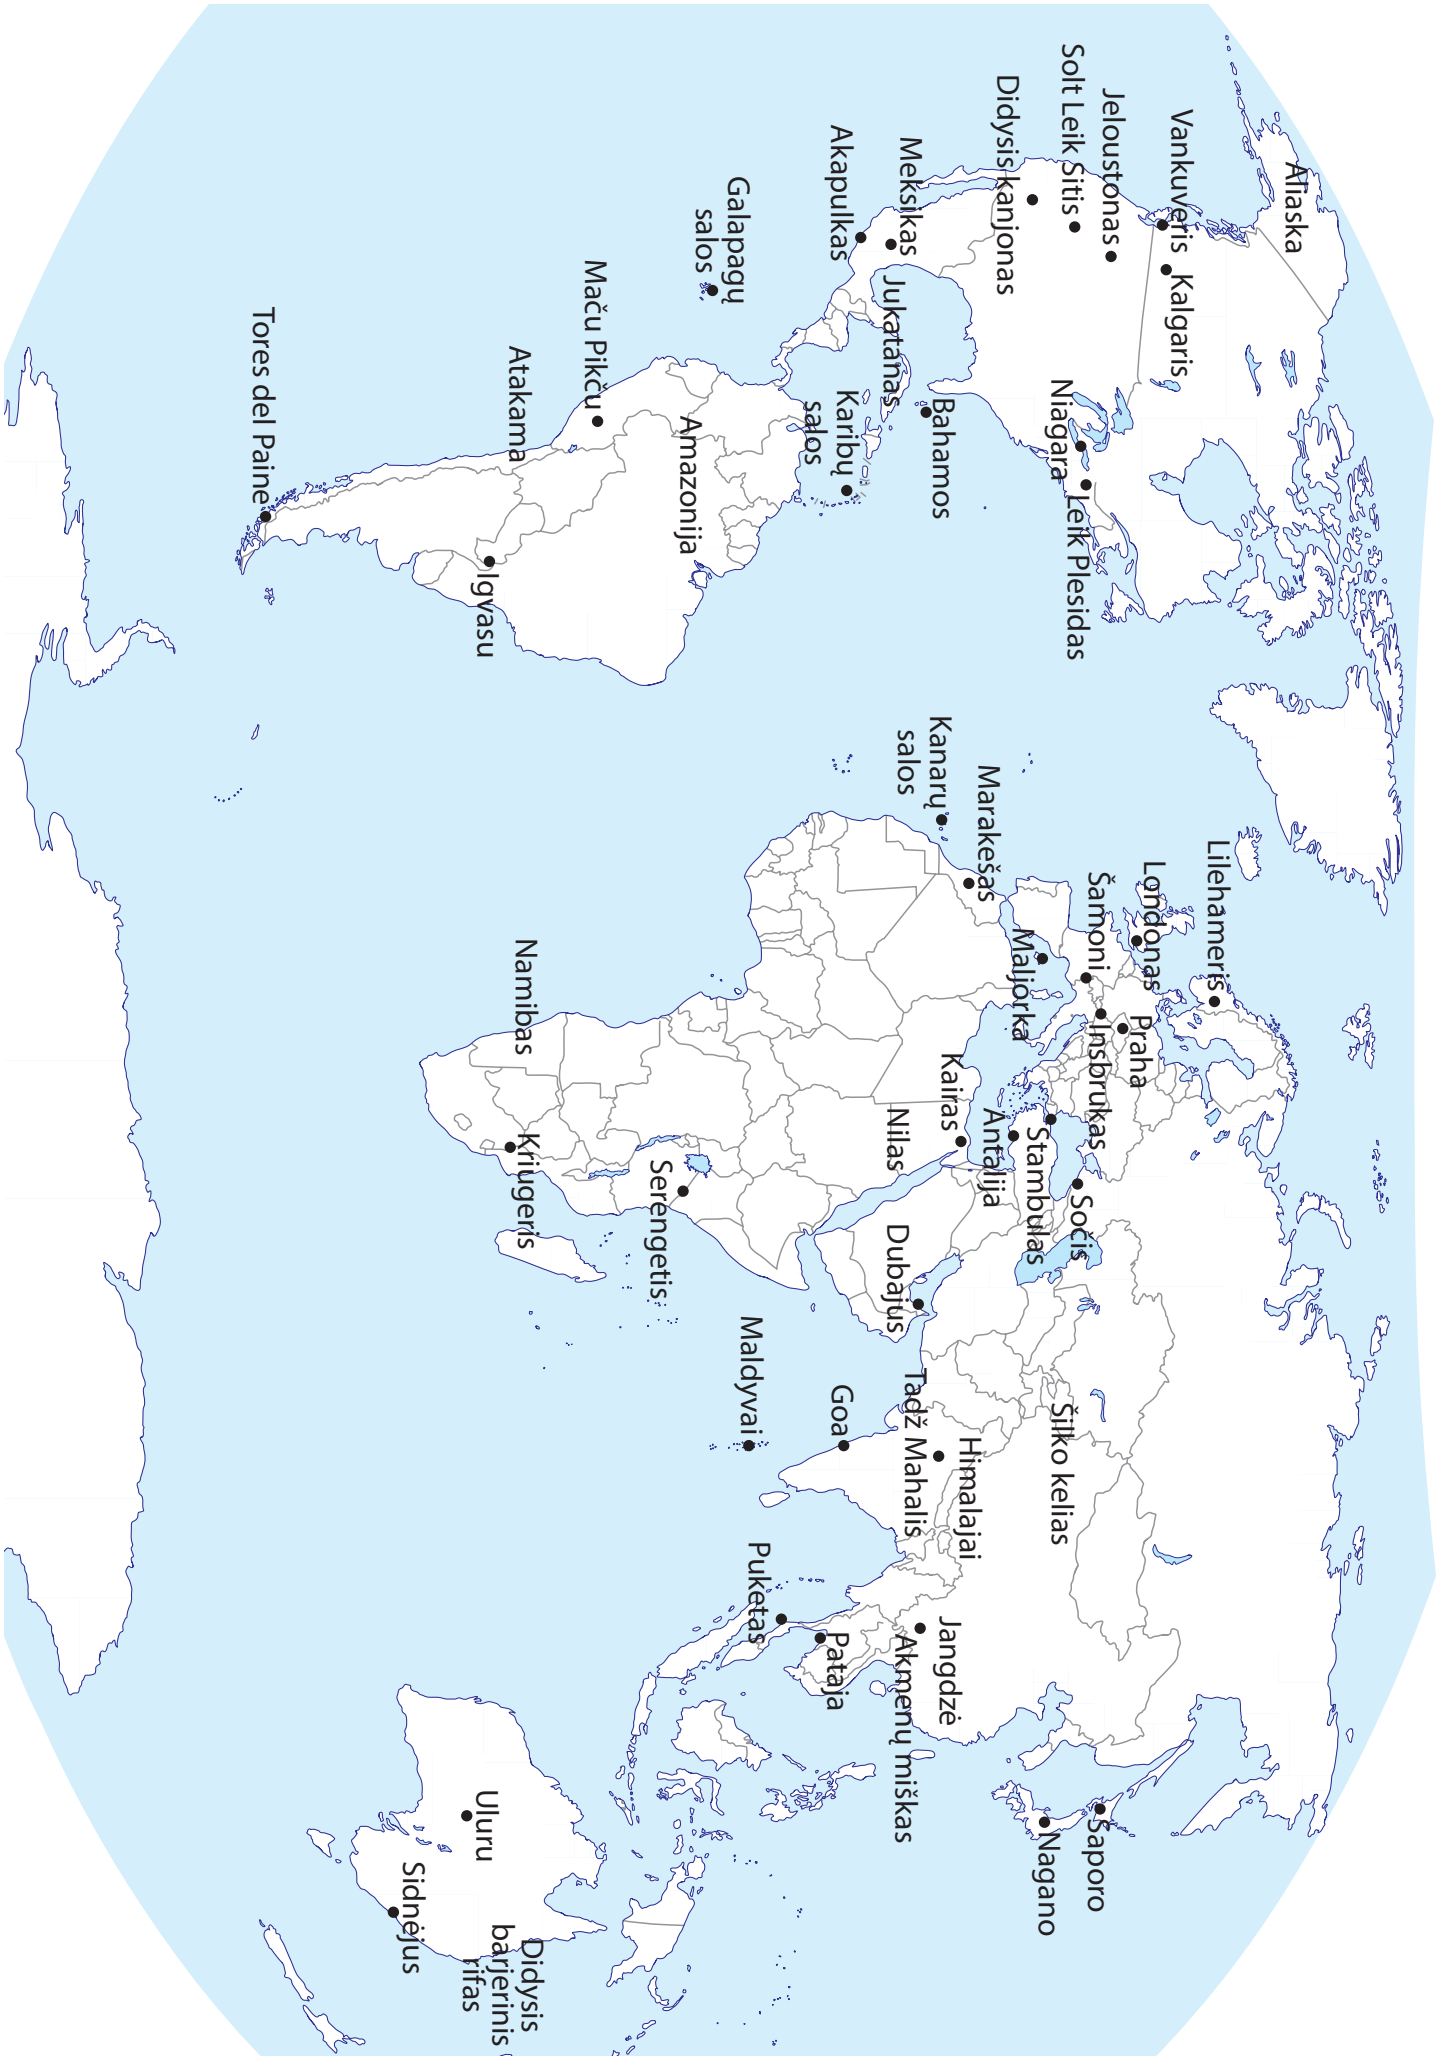 Aliaska
Vankuveris
Kalgaris
Jeloustonas
Solt Leik Sitis
Didysis kanjonas
Niagara
Leik Plesidas
Meksikas
Akapulkas
Jukatanas
Bahamos
Karibų
salos
Galapagų
salos
Maču Pikču
Amazonija
Atakama
Igvasu
Tores del Paine
Lilehameris
Londonas
Šamoni
Praha
Insbrukas
Maljorka
Marakešas
Kanarų
salos
Stambulas
Sočis
Antalija
Kairas
Nilas
Dubajus
Serengetis
Namibas
Kriugeris
Šilko kelias
Himalajai
Tadž Mahalis
Goa
Maldyvai
Jangdzė
Akmenų miškas
Pataja
Puketas
Saporo
Nagano
Uluru
Sidnėjus
Didysis
barjerinis
rifas